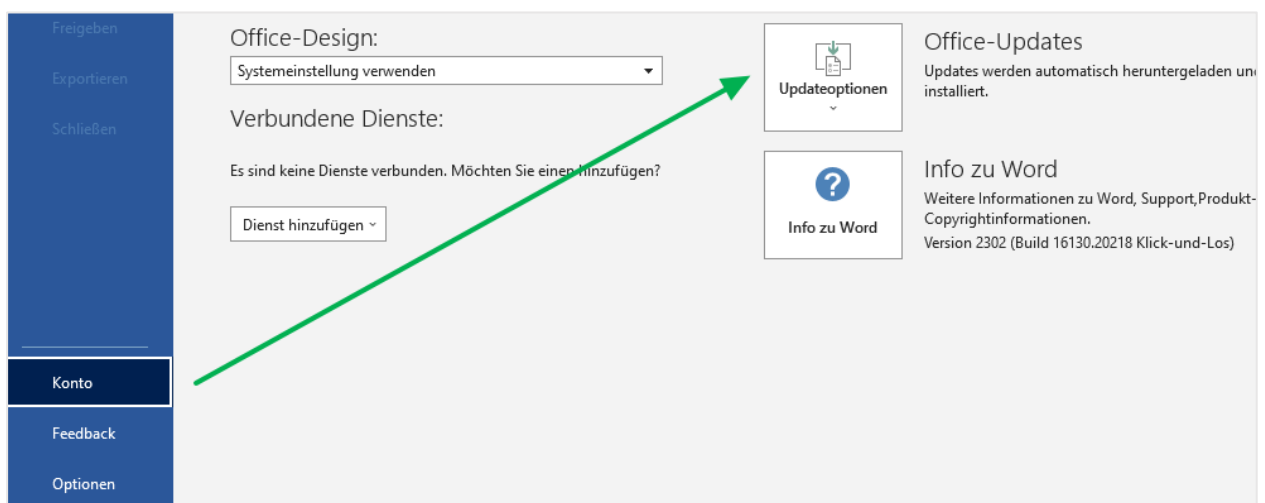 Freigeben
Exportieren
Schließen
Konto
Feedback
Optionen
Office-Design:
Systemeinstellung verwenden
Verbundene Dienste:
Es sind keine Dienste verbunden. Möchten Sie einen hinzufügen?
Dienst hinzufügen
Updateoptionen
Office-Updates
Updates werden automatisch heruntergeladen und
installiert.
Info zu Word
Info zu Word
Weitere Informationen zu Word, Support,Produkt-
Copyrightinformationen.
Version 2302 (Build 16130.20218 Klick-und-Los)